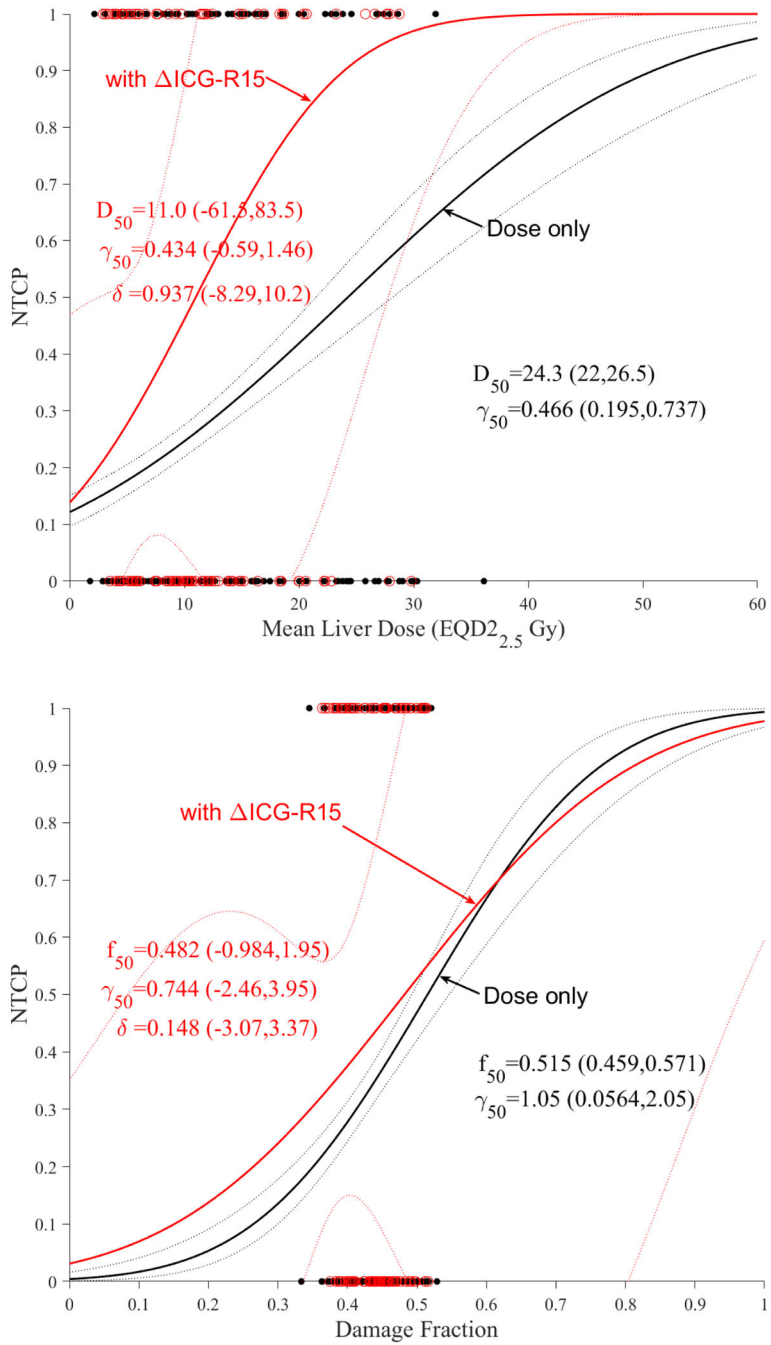 1
0.9
0.8
0.7
0.6
0.5
0.4
0.3
0.2
0.1
0
NTCP
with ΔICG-R15
D50=11.0 (-61.5,83.5)
γ50=0.434 (-0.59,1.46)
δ =0.937 (-8.29,10.2)
Dose only
D50=24.3 (22,26.5)
γ50=0.466 (0.195,0.737)
0 10 20 30 40 50 60
Mean Liver Dose (EQD2 2.5 Gy)
1
0.9
0.8
0.7
0.6
0.5
0.4
0.3
0.2
0.1
0
NTCP
with ΔICG-R15
f50=0.482 (-0.984,1.95)
γ50=0.744 (-2.46,3.95)
δ =0.148 (-3.07,3.37)
Dose only
f50=0.515 (0.459,0.571)
γ50=1.05 (0.0564,2.05)
0 0.1 0.2 0.3 0.4 0.5 0.6 0.7 0.8 0.9 1
Damage Fraction